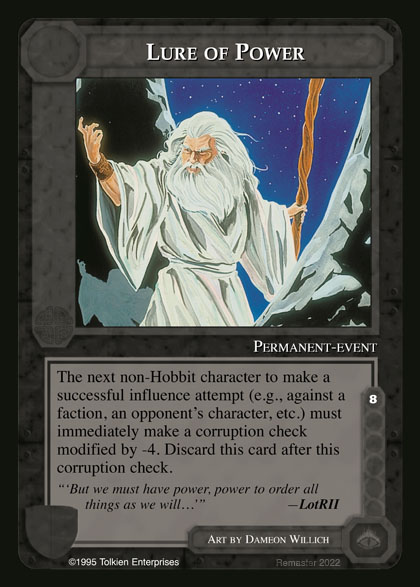 Lure of Power
Permanent-event
The next non-Hobbit character to make a
successful influence attempt (e.g., against a
faction, an opponent's character, etc.) must
immediately make a corruption check
modified by -4. Discard this card after this
corruption check.
8
“‘But we must have power, power to order all
things as we will…’” —LotRII
Art by Dameon Willich
©1995 Tolkien Enterprises
Remaster 2022